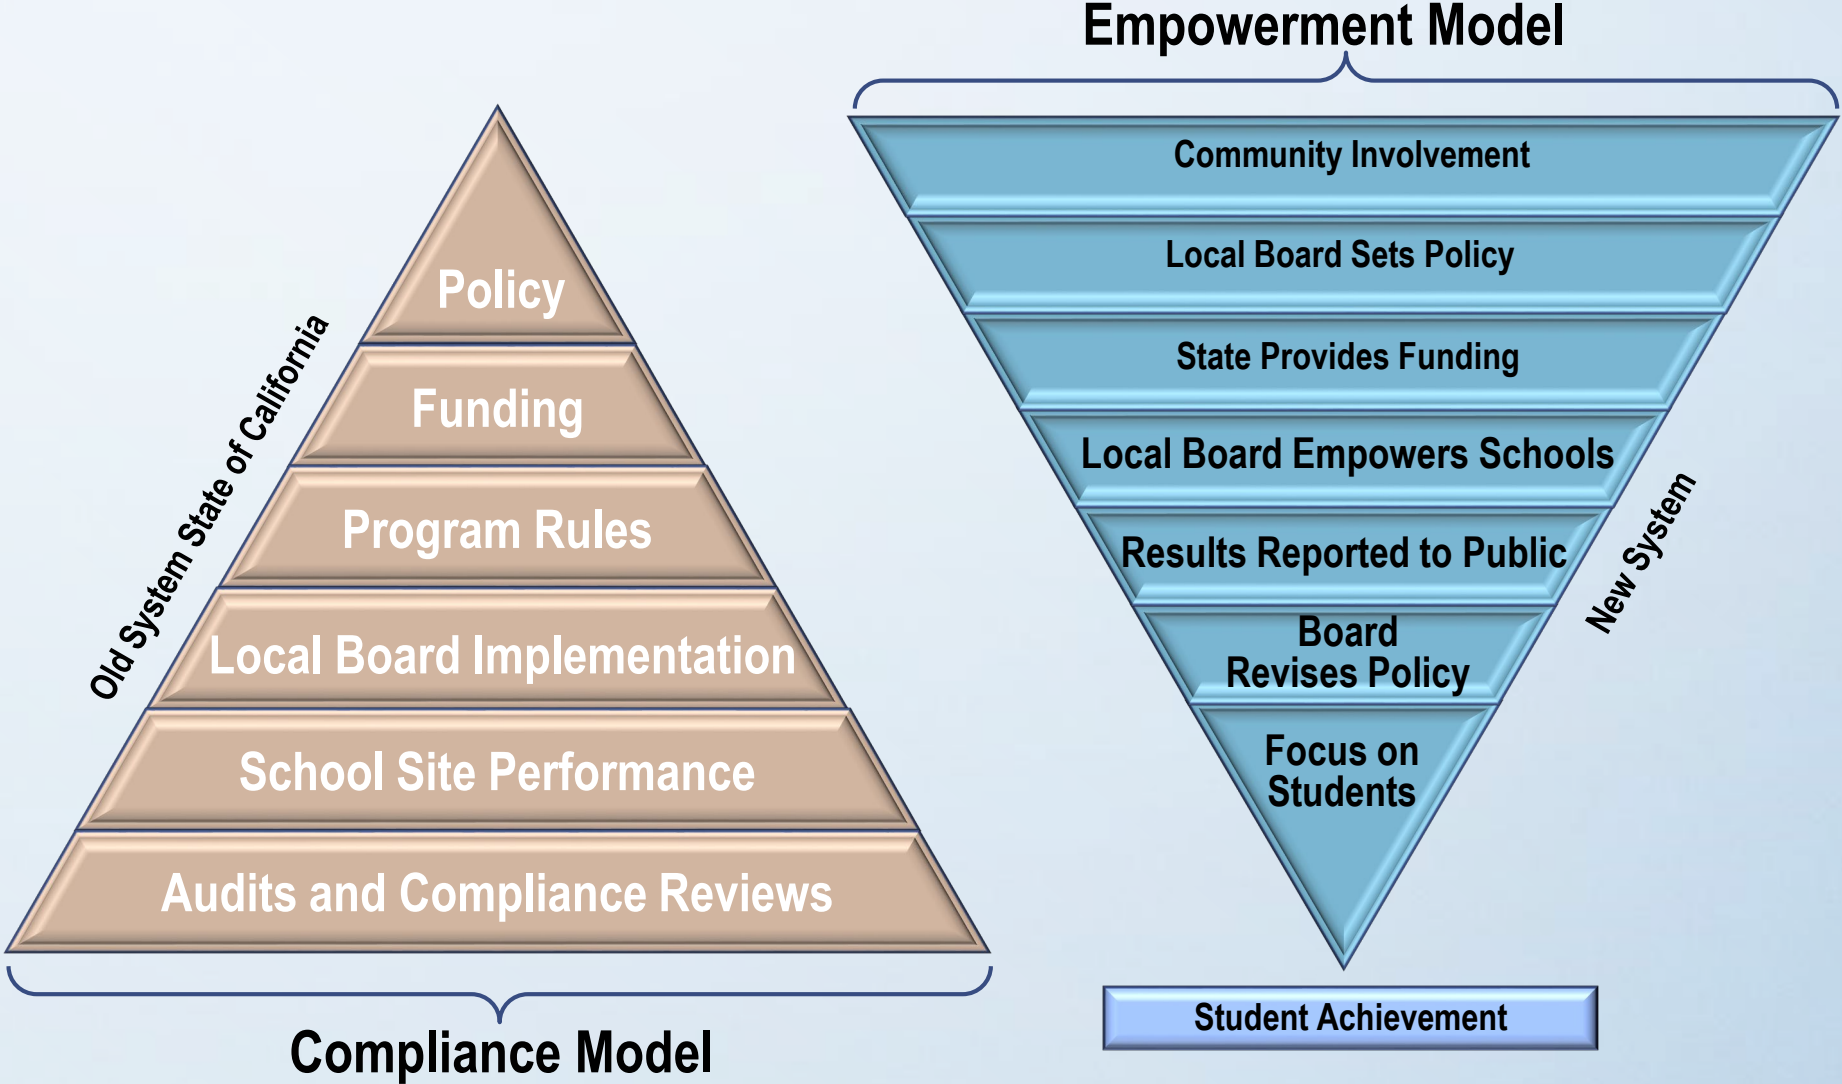 Empowerment Model
Old System State of California
Policy
Funding
Program Rules
Local Board Implementation
School Site Performance
Audits and Compliance Reviews
Compliance Model
Community Involvement
Local Board Sets Policy
State Provides Funding
Local Board Empowers Schools
Results Reported to Public
Board
Revises Policy
Focus on
Students
New System
Student Achievement